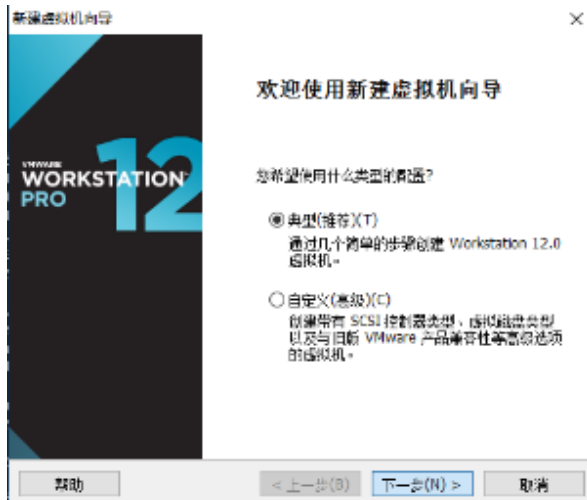 新建虚拟机向导
欢迎使用新建虚拟机向导
VMWARE
WORKSTATION
PRO
12
您希望使用什么类型的配置?
典型(推荐)(T)
通过几个简单的步骤创建 Workstation 12.0
虚拟机。
自定义(高级)(C)
创建带有 SCSI 控制器类型、虚拟磁盘类型
以及与旧版 VMware 产品兼容性等高级选项
的虚拟机。
帮助
< 上一步(B)
下一步(N) >
取消